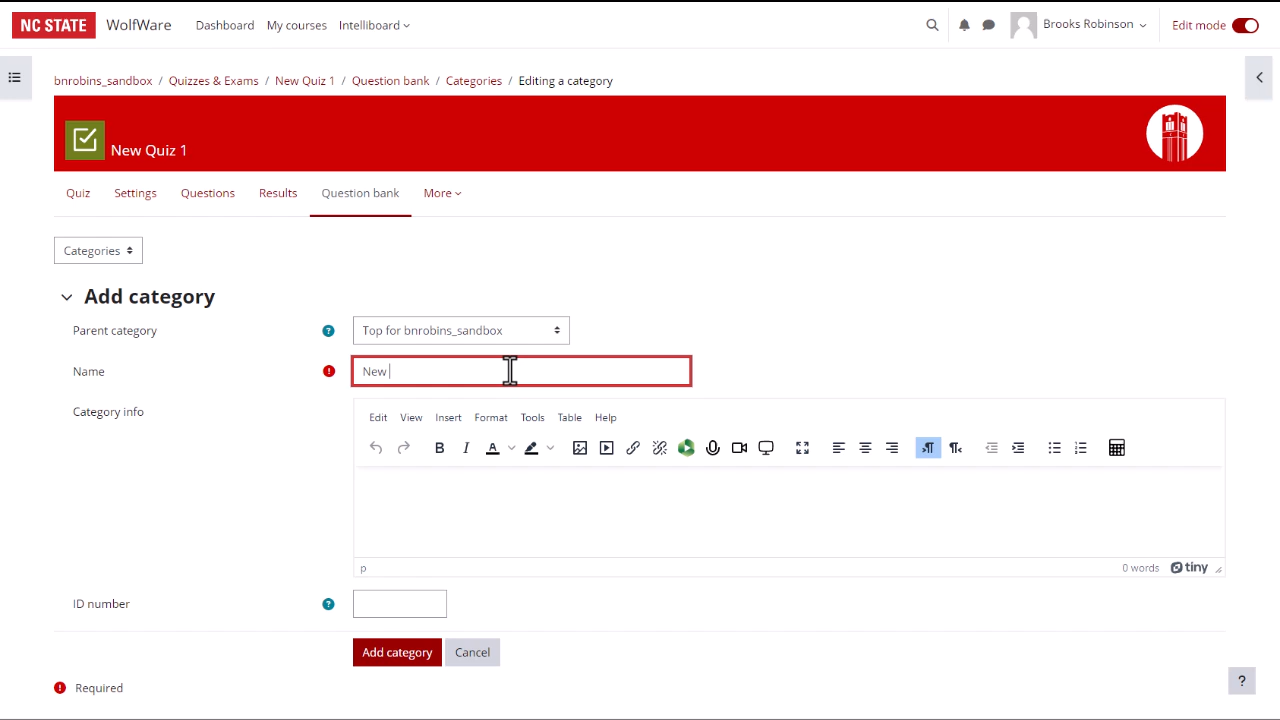 NC STATE WolfWare Dashboard My courses Intelliboard Brooks Robinson Edit mode
bnrobins_sandbox / Quizzes & Exams / New Quiz 1 / Question bank / Categories / Editing a category
New Quiz 1
Quiz Settings Questions Results Question bank More
Categories
Add category
Parent category ? Top for bnrobins_sandbox
Name ! New
Category info
Edit View Insert Format Tools Table Help
B I A
p 0 words tiny
ID number ?
Add category Cancel
! Required ?